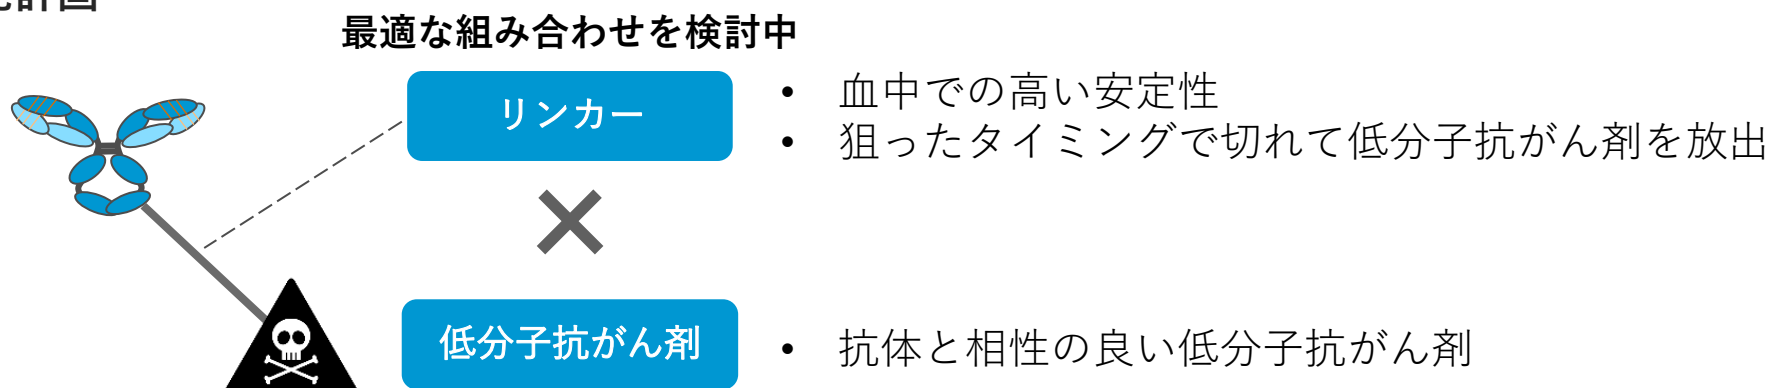 計画
最適な組み合わせを検討中
リンカー
• 血中での高い安定性
• 狙ったタイミングで切れて低分子抗がん剤を放出
低分子抗がん剤
• 抗体と相性の良い低分子抗がん剤